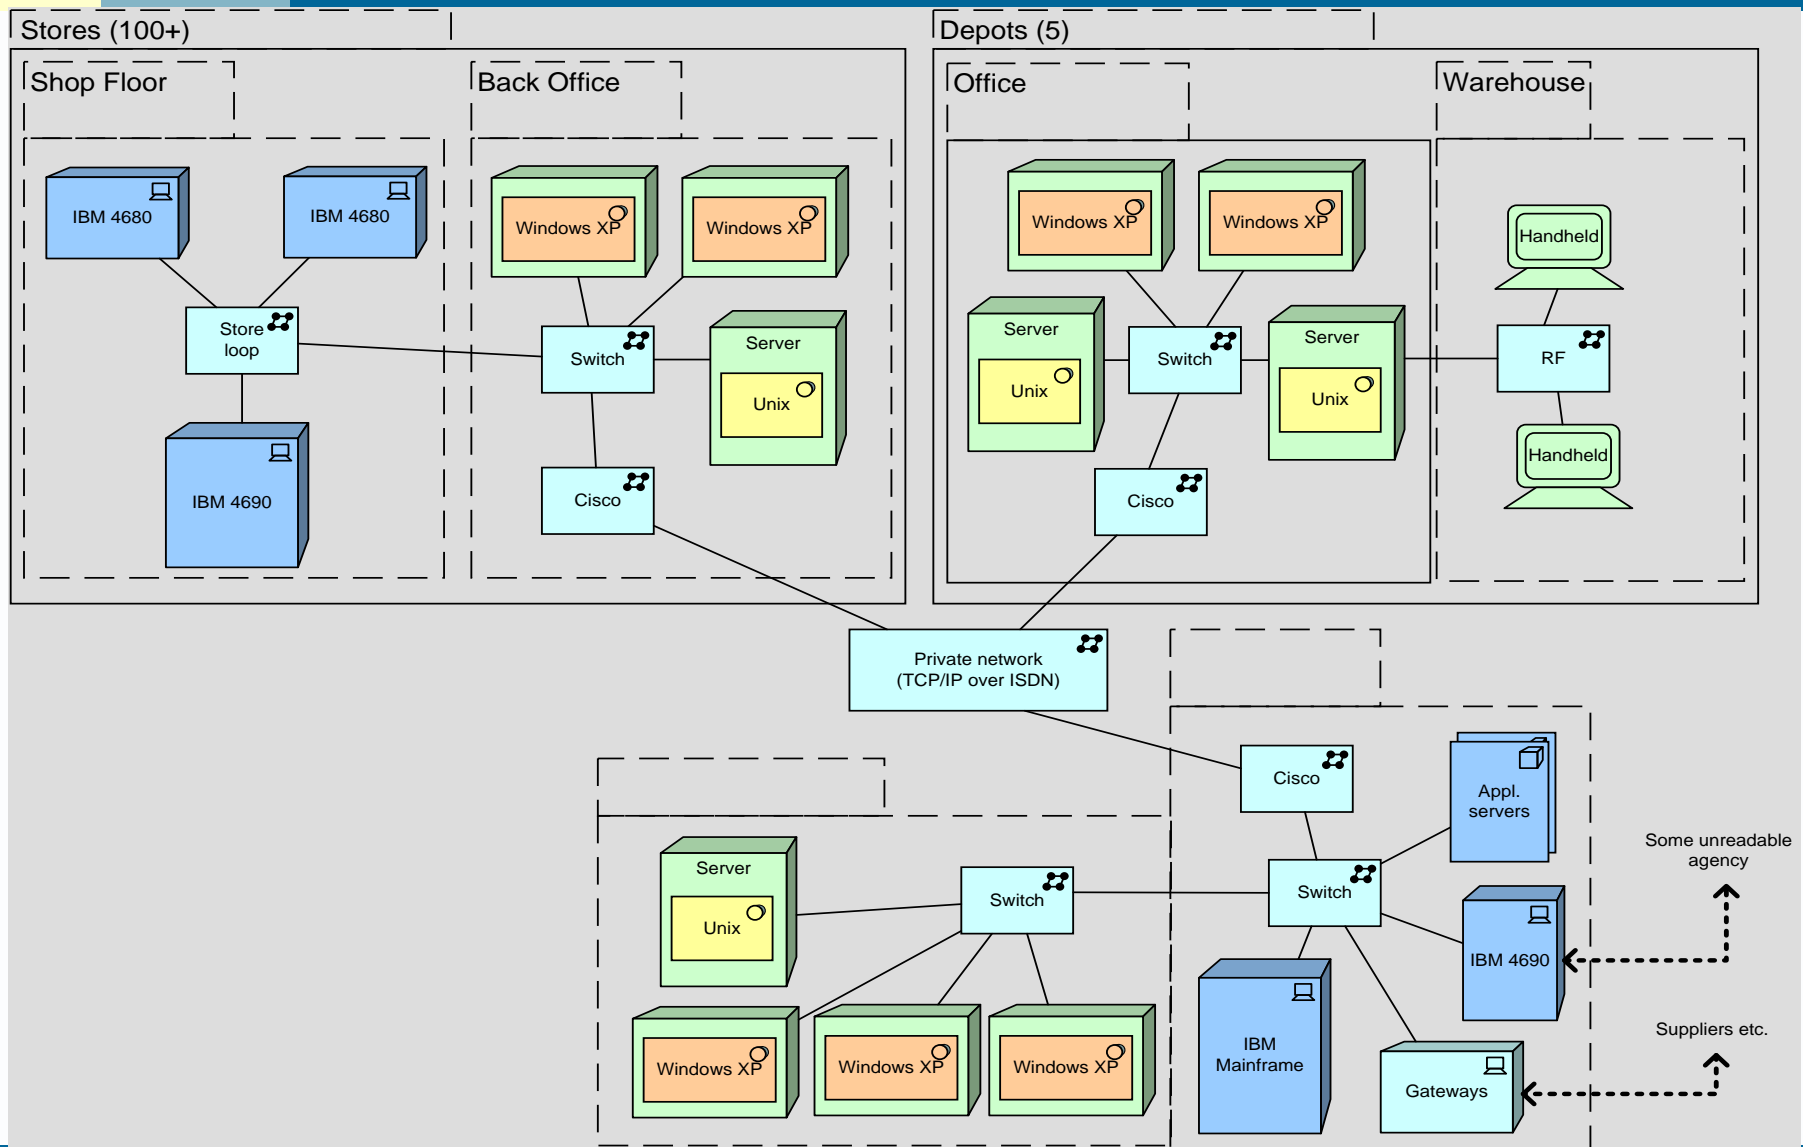 Stores (100+)
Depots (5)
Shop Floor
Back Office
Office
Warehouse
IBM 4680
IBM 4680
Store
loop
IBM 4690
Windows XP
Windows XP
Switch
Server
Unix
Cisco
Windows XP
Windows XP
Server
Unix
Switch
Server
Unix
Cisco
Handheld
RF
Handheld
Private network
(TCP/IP over ISDN)
Cisco
Appl.
servers
Switch
IBM 4690
IBM
Mainframe
Gateways
Some unreadable
agency
Suppliers etc.
Server
Unix
Switch
Windows XP
Windows XP
Windows XP